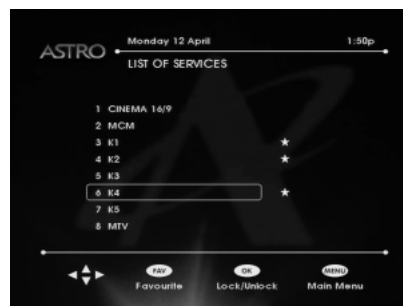 ASTRO
Monday 12 April 1:50p
LIST OF SERVICES
1 CINEMA 16/9
2 MCM
3 K1 ★
4 K2 ★
5 K3
6 K4 ★
7 K5
8 MTV
FAV OK MENU
Favourite Lock/Unlock Main Menu